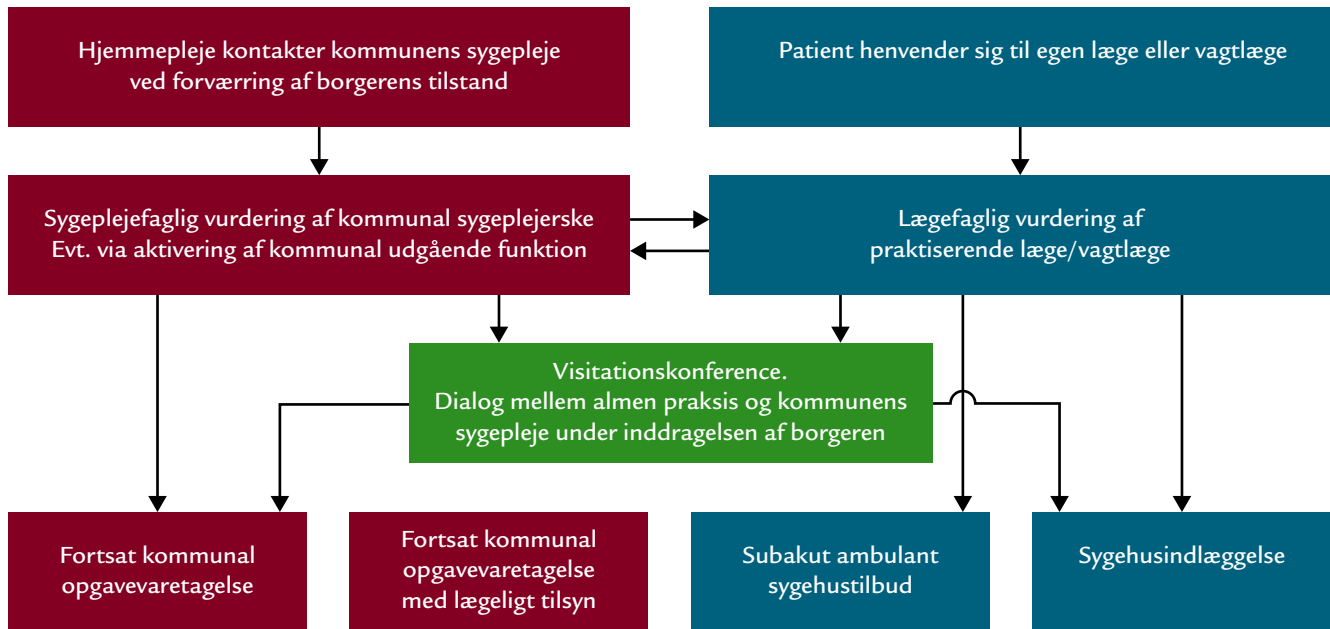 Hjemmepleje kontakter kommunens sygepleje
ved forværring af borgerens tilstand
Patient henvender sig til egen læge eller vagtlæge
Sygeplejefaglig vurdering af kommunal sygeplejerske
Evt. via aktivering af kommunal udgående funktion
Lægefaglig vurdering af
praktiserende læge/vagtlæge
Visitationskonference.
Dialog mellem almen praksis og kommunens
sygepleje under inddragelsen af borgeren
Fortsat kommunal
opgavevaretagelse
Fortsat kommunal
opgavevaretagelse
med lægeligt tilsyn
Subakut ambulant
sygehustilbud
Sygehusindlæggelse